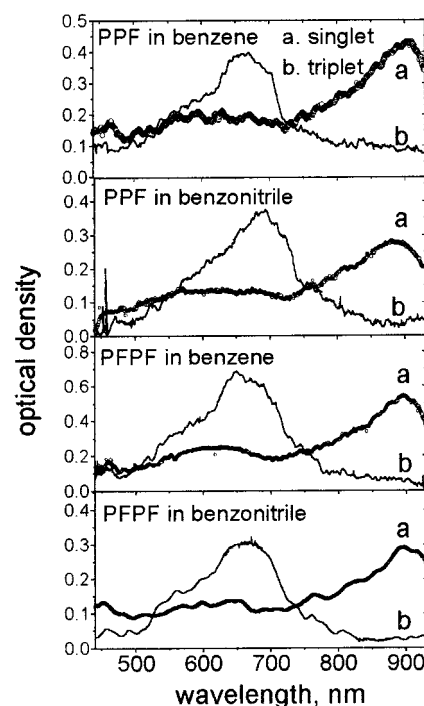 optical density
0.5
0.4
0.3
0.2
0.1
0.0
PPF in benzene
a. singlet
b. triplet
a
b
0.4
0.3
0.2
0.1
0.0
PPF in benzonitrile
a
b
0.8
0.6
0.4
0.2
0.0
PFPF in benzene
a
b
0.4
0.3
0.2
0.1
0.0
PFPF in benzonitrile
a
b
500 600 700 800 900
wavelength, nm